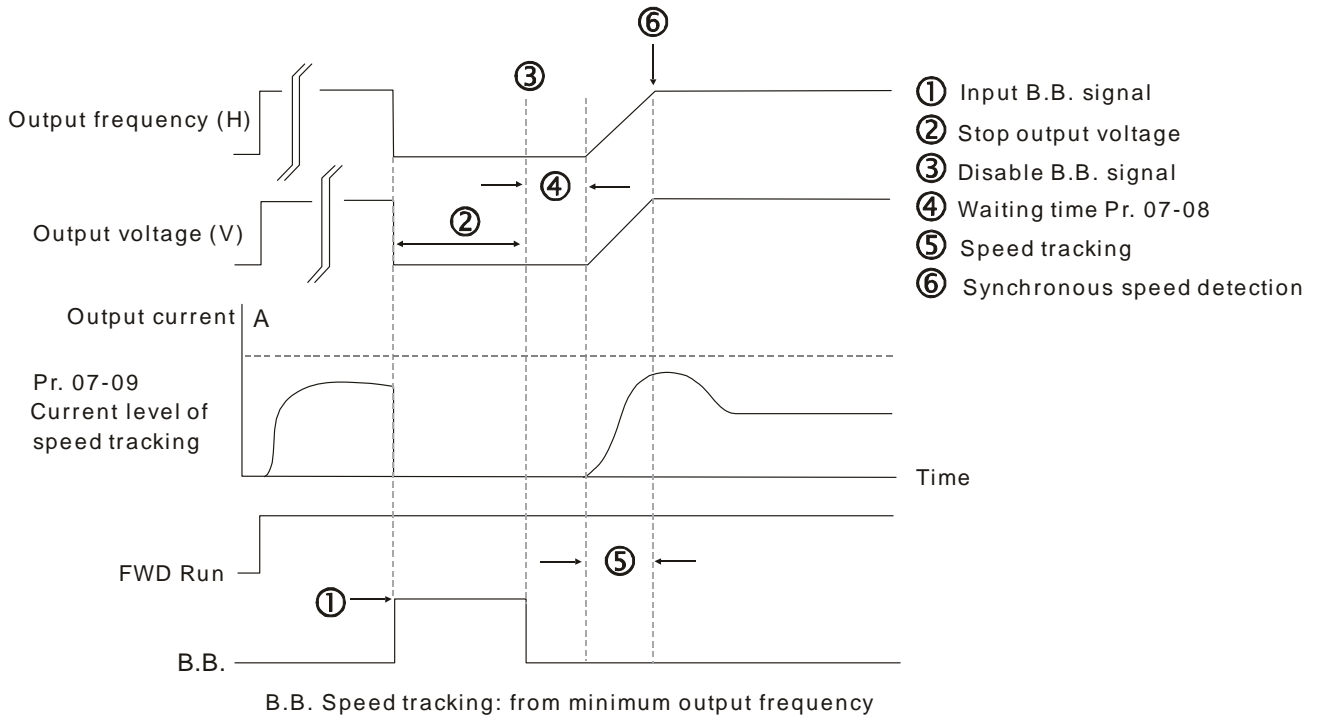 ⑥
③
Output frequency (H)
① Input B.B. signal
② Stop output voltage
③ Disable B.B. signal
④ Waiting time Pr. 07-08
⑤ Speed tracking
⑥ Synchronous speed detection
④
②
Output voltage (V)
Output current A
Pr. 07-09
Current level of
speed tracking
Time
⑤
FWD Run
①
B.B.
B.B. Speed tracking: from minimum output frequency